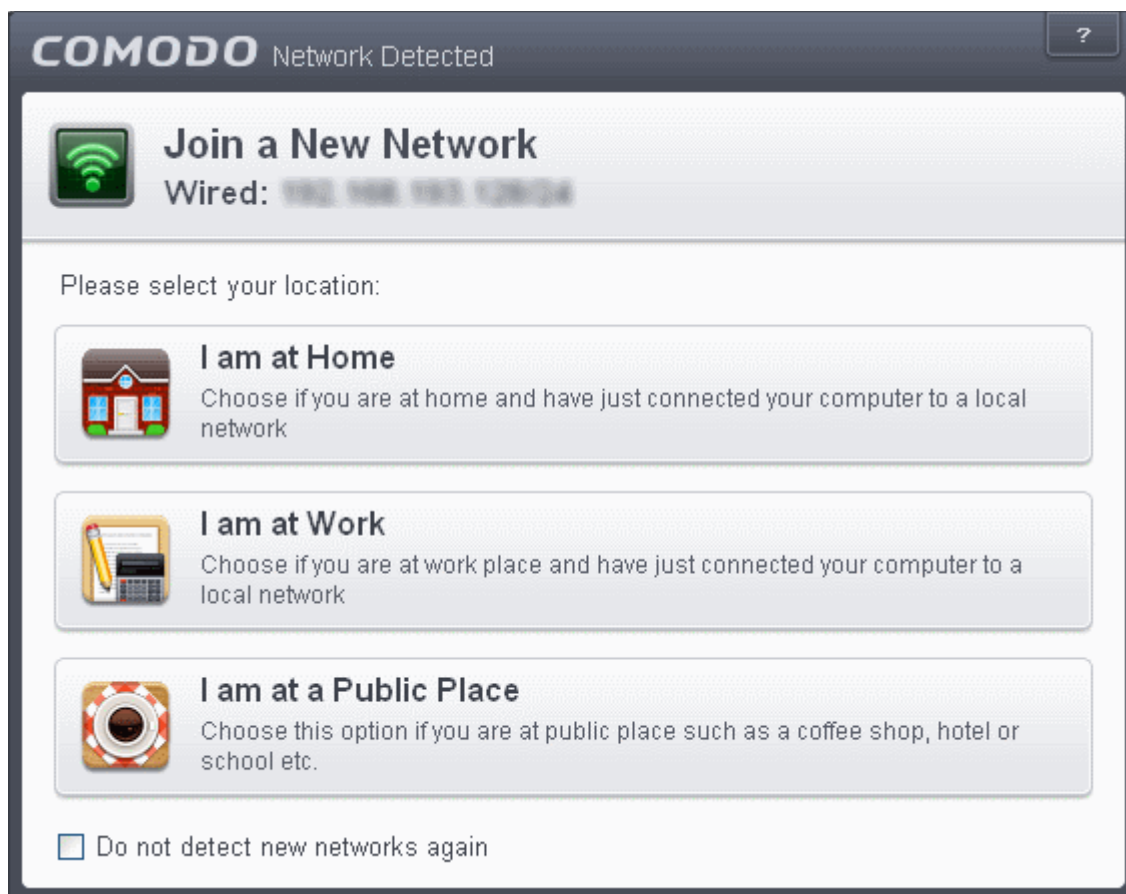 COMODO Network Detected
?
Join a New Network
Wired:
Please select your location:
I am at Home
Choose if you are at home and have just connected your computer to a local
network
I am at Work
Choose if you are at work place and have just connected your computer to a
local network
I am at a Public Place
Choose this option if you are at public place such as a coffee shop, hotel or
school etc.
Do not detect new networks again